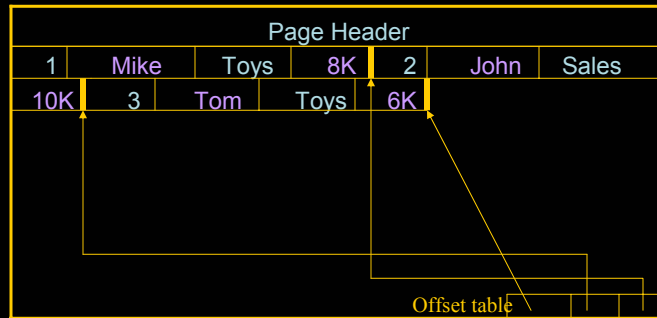 Page Header
1 Mike Toys 8K 2 John Sales
10K 3 Tom Toys 6K
Offset table